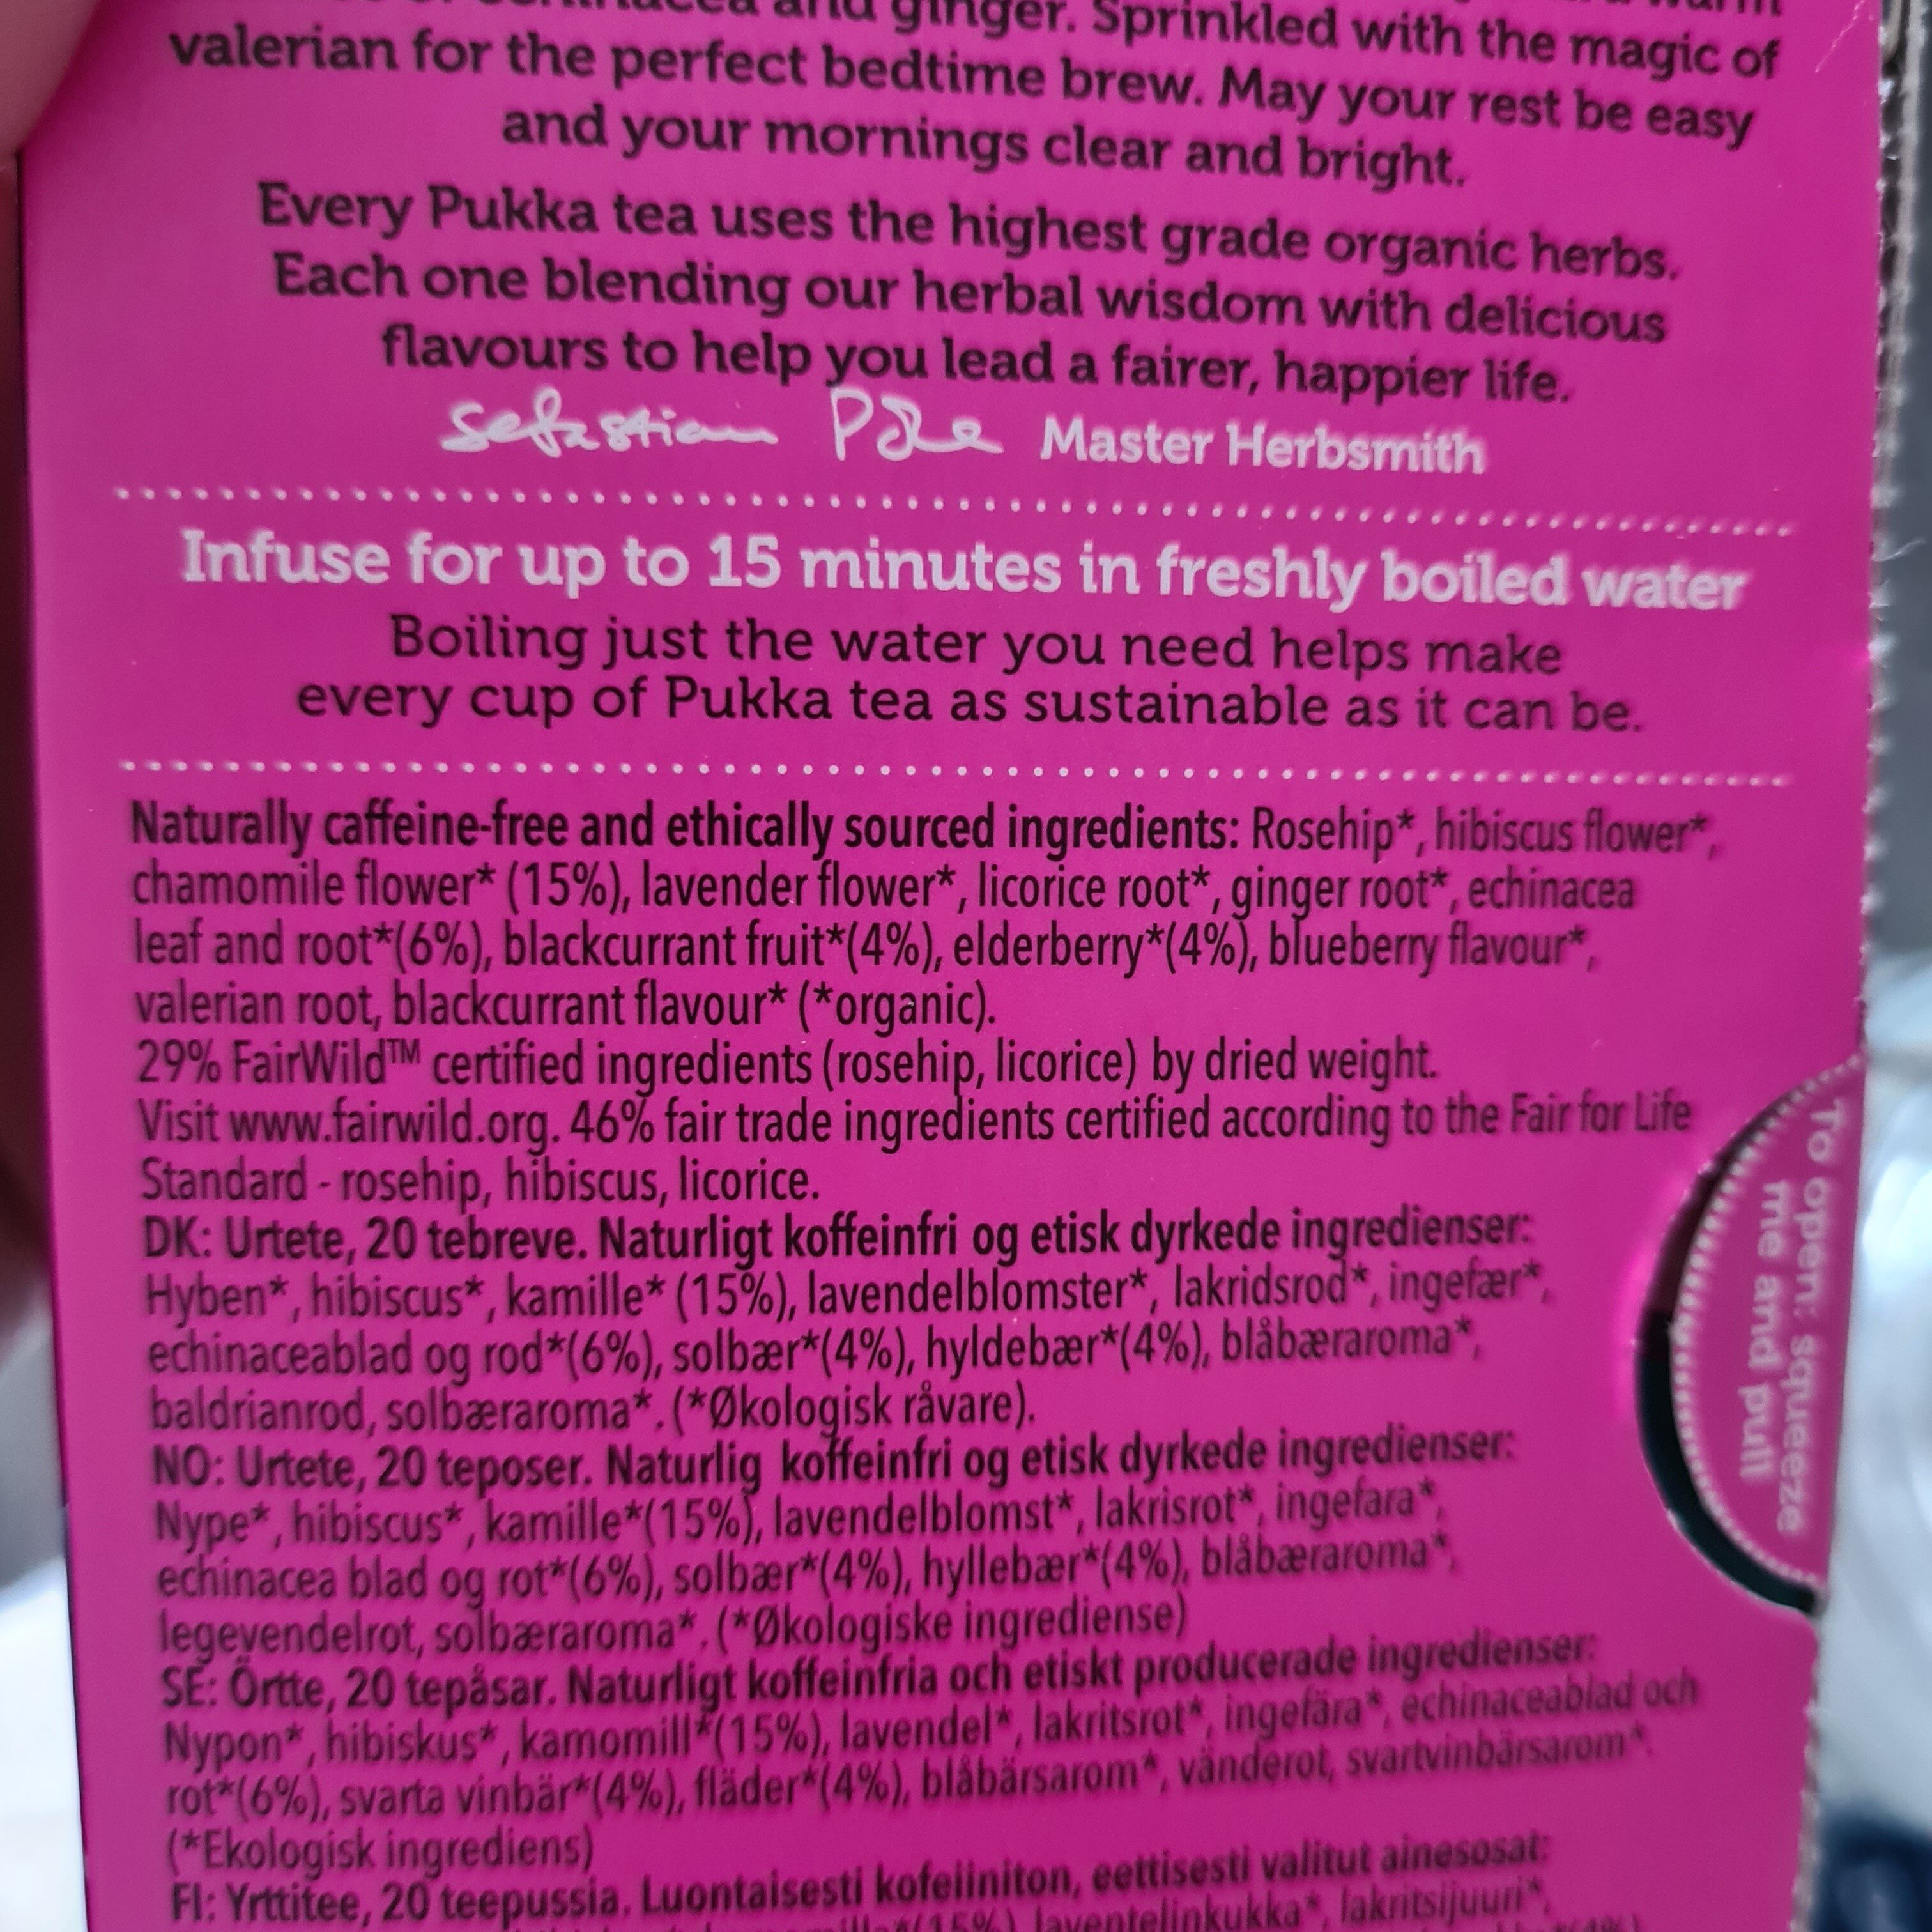 and ginger. Sprinkled with the magic of
valerian for the perfect bedtime brew. May your rest be easy
and your mornings clear and bright.
Every Pukka tea uses the highest grade organic herbs.
Each one blending our herbal wisdom with delicious
flavours to help you lead a fairer, happier life.
Sebastian Pole Master Herbsmith
Infuse for up to 15 minutes in freshly boiled water
Boiling just the water you need helps make
every cup of Pukka tea as sustainable as it can be.
Naturally caffeine-free and ethically sourced ingredients: Rosehip*, hibiscus flower*,
chamomile flower* (15%), lavender flower*, licorice root*, ginger root*, echinacea
leaf and root*(6%), blackcurrant fruit*(4%), elderberry*(4%), blueberry flavour*,
valerian root, blackcurrant flavour* (*organic).
29% FairWild™ certified ingredients (rosehip, licorice) by dried weight.
Visit www.fairwild.org. 46% fair trade ingredients certified according to the Fair for Life
Standard - rosehip, hibiscus, licorice.
DK: Urtete, 20 tebreve. Naturligt koffeinfri og etisk dyrkede ingredienser:
Hyben*, hibiscus*, kamille* (15%), lavendelblomster*, lakridsrod*, ingefær*,
echinaceablad og rod*(6%), solbær*(4%), hyldebær*(4%), blåbæraroma*,
baldrianrod, solbæraroma*. (*Økologisk råvare).
NO: Urtete, 20 teposer. Naturlig koffeinfri og etisk dyrkede ingredienser:
Nype*, hibiscus*, kamille*(15%), lavendelblomst*, lakrisrot*, ingefara*,
echinacea blad og rot*(6%), solbær*(4%), hyllebær*(4%), blåbæraroma*,
legevendelrot, solbæraroma*. (*Økologiske ingrediense)
SE: Örtte, 20 tepåsar. Naturligt koffeinfria och etiskt producerade ingredienser:
Nypon*, hibiskus*, kamomill*(15%), lavendel*, lakritsrot*, ingefära*, echinaceablad och
rot*(6%), svarta vinbär*(4%), fläder*(4%), blåbärsarom*, vänderot, svartvinbärsarom*.
(*Ekologisk ingrediens)
FI: Yrttitee, 20 teepussia. Luontaisesti kofeiiniton, eettisesti valitut ainesosat:
laventelinkukka*, lakritsijuuri*,
To open: squeeze
me and pull